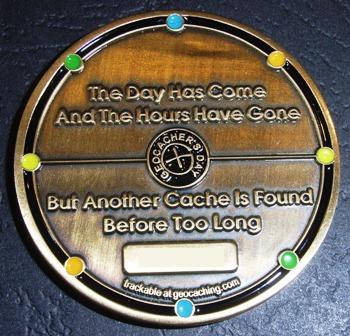 The Day Has Come
And The Hours Have Gone
GEOCACHER'S DAY
But Another Cache Is Found
Before Too Long
trackable at geocaching.com